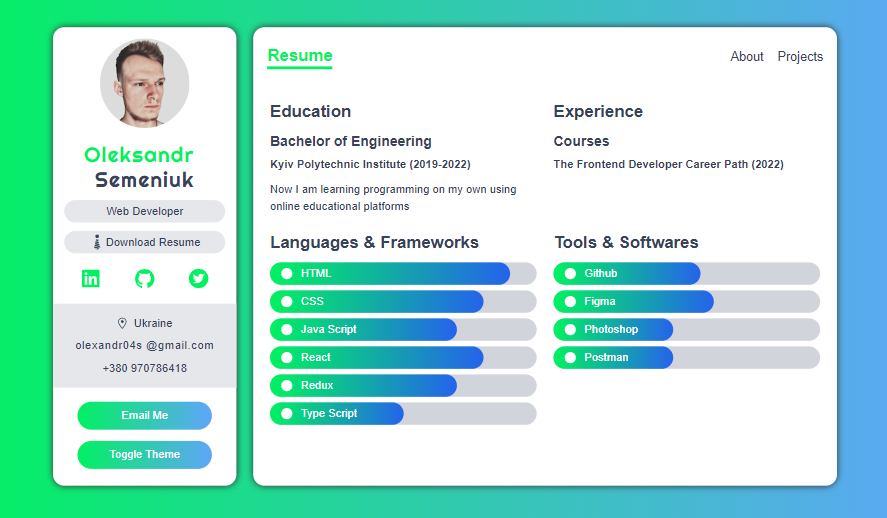 Oleksandr
Semeniuk
Web Developer
Download Resume
in
Ukraine
olexandr04s @gmail.com
+380 970786418
Email Me
Toggle Theme
Resume
About
Projects
Education
Bachelor of Engineering
Kyiv Polytechnic Institute (2019-2022)
Now I am learning programming on my own using
online educational platforms
Experience
Courses
The Frontend Developer Career Path (2022)
Languages & Frameworks
HTML
CSS
Java Script
React
Redux
Type Script
Tools & Softwares
Github
Figma
Photoshop
Postman